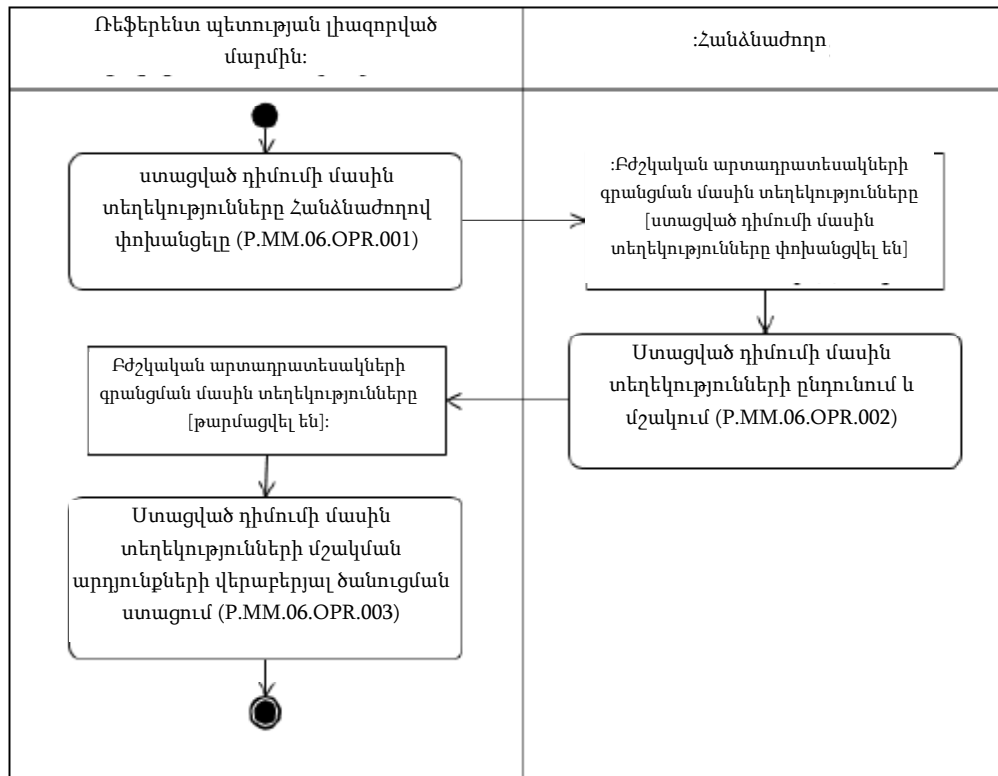 Ռեֆերենտ պետության լիազորված
մարմին:
:Հանձնաժողո
ստացված դիմումի մասին
տեղեկությունները Հանձնաժողով
փոխանցելը (P.MM.06.OPR.001)
:Բժշկական արտադրատեսակների
գրանցման մասին տեղեկությունները
[ստացված դիմումի մասին
տեղեկությունները փոխանցվել են]
Ստացված դիմումի մասին
տեղեկությունների ընդունում և
մշակում (P.MM.06.OPR.002)
Բժշկական արտադրատեսակների
գրանցման մասին տեղեկությունները
[թարմացվել են]:
Ստացված դիմումի մասին
տեղեկությունների մշակման
արդյունքների վերաբերյալ ծանուցման
ստացում (P.MM.06.OPR.003)